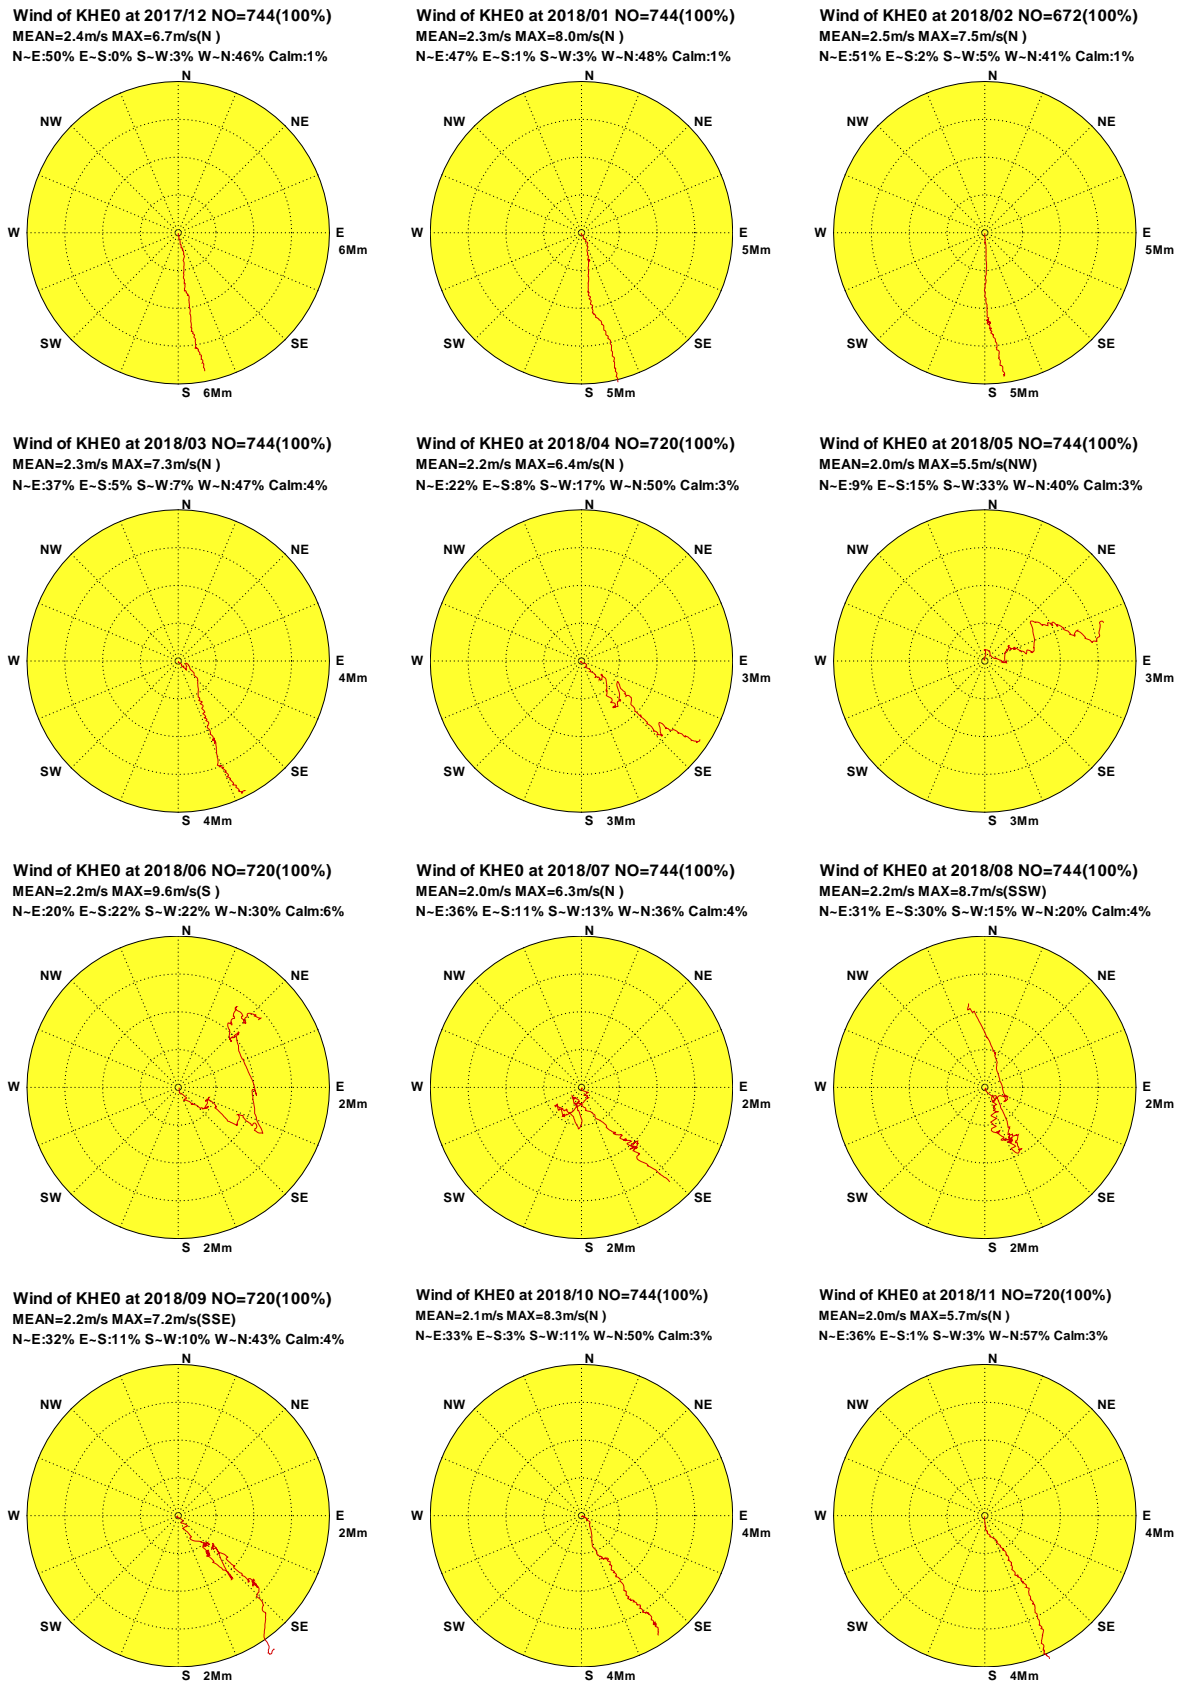 Wind of KHE0 at 2017/12 NO=744(100%)
MEAN=2.4m/s MAX=6.7m/s(N )
N~E:50% E~S:0% S~W:3% W~N:46% Calm:1%
N
NW
NE
W
E
6Mm
SW
SE
S 6Mm
Wind of KHE0 at 2018/01 NO=744(100%)
MEAN=2.3m/s MAX=8.0m/s(N )
N~E:47% E~S:1% S~W:3% W~N:48% Calm:1%
N
NW
NE
W
E
5Mm
SW
SE
S 5Mm
Wind of KHE0 at 2018/02 NO=672(100%)
MEAN=2.5m/s MAX=7.5m/s(N )
N~E:51% E~S:2% S~W:5% W~N:41% Calm:1%
N
NW
NE
W
E
5Mm
SW
SE
S 5Mm
Wind of KHE0 at 2018/03 NO=744(100%)
MEAN=2.3m/s MAX=7.3m/s(N )
N~E:37% E~S:5% S~W:7% W~N:47% Calm:4%
N
NW
NE
W
E
4Mm
SW
SE
S 4Mm
Wind of KHE0 at 2018/04 NO=720(100%)
MEAN=2.2m/s MAX=6.4m/s(N )
N~E:22% E~S:8% S~W:17% W~N:50% Calm:3%
N
NW
NE
W
E
3Mm
SW
SE
S 3Mm
Wind of KHE0 at 2018/05 NO=744(100%)
MEAN=2.0m/s MAX=5.5m/s(NW)
N~E:9% E~S:15% S~W:33% W~N:40% Calm:3%
N
NW
NE
W
E
3Mm
SW
SE
S 3Mm
Wind of KHE0 at 2018/06 NO=720(100%)
MEAN=2.2m/s MAX=9.6m/s(S )
N~E:20% E~S:22% S~W:22% W~N:30% Calm:6%
N
NW
NE
W
E
2Mm
SW
SE
S 2Mm
Wind of KHE0 at 2018/07 NO=744(100%)
MEAN=2.0m/s MAX=6.3m/s(N )
N~E:36% E~S:11% S~W:13% W~N:36% Calm:4%
N
NW
NE
W
E
2Mm
SW
SE
S 2Mm
Wind of KHE0 at 2018/08 NO=744(100%)
MEAN=2.2m/s MAX=8.7m/s(SSW)
N~E:31% E~S:30% S~W:15% W~N:20% Calm:4%
N
NW
NE
W
E
2Mm
SW
SE
S 2Mm
Wind of KHE0 at 2018/09 NO=720(100%)
MEAN=2.2m/s MAX=7.2m/s(SSE)
N~E:32% E~S:11% S~W:10% W~N:43% Calm:4%
N
NW
NE
W
E
2Mm
SW
SE
S 2Mm
Wind of KHE0 at 2018/10 NO=744(100%)
MEAN=2.1m/s MAX=8.3m/s(N )
N~E:33% E~S:3% S~W:11% W~N:50% Calm:3%
N
NW
NE
W
E
4Mm
SW
SE
S 4Mm
Wind of KHE0 at 2018/11 NO=720(100%)
MEAN=2.0m/s MAX=5.7m/s(N )
N~E:36% E~S:1% S~W:3% W~N:57% Calm:3%
N
NW
NE
W
E
4Mm
SW
SE
S 4Mm